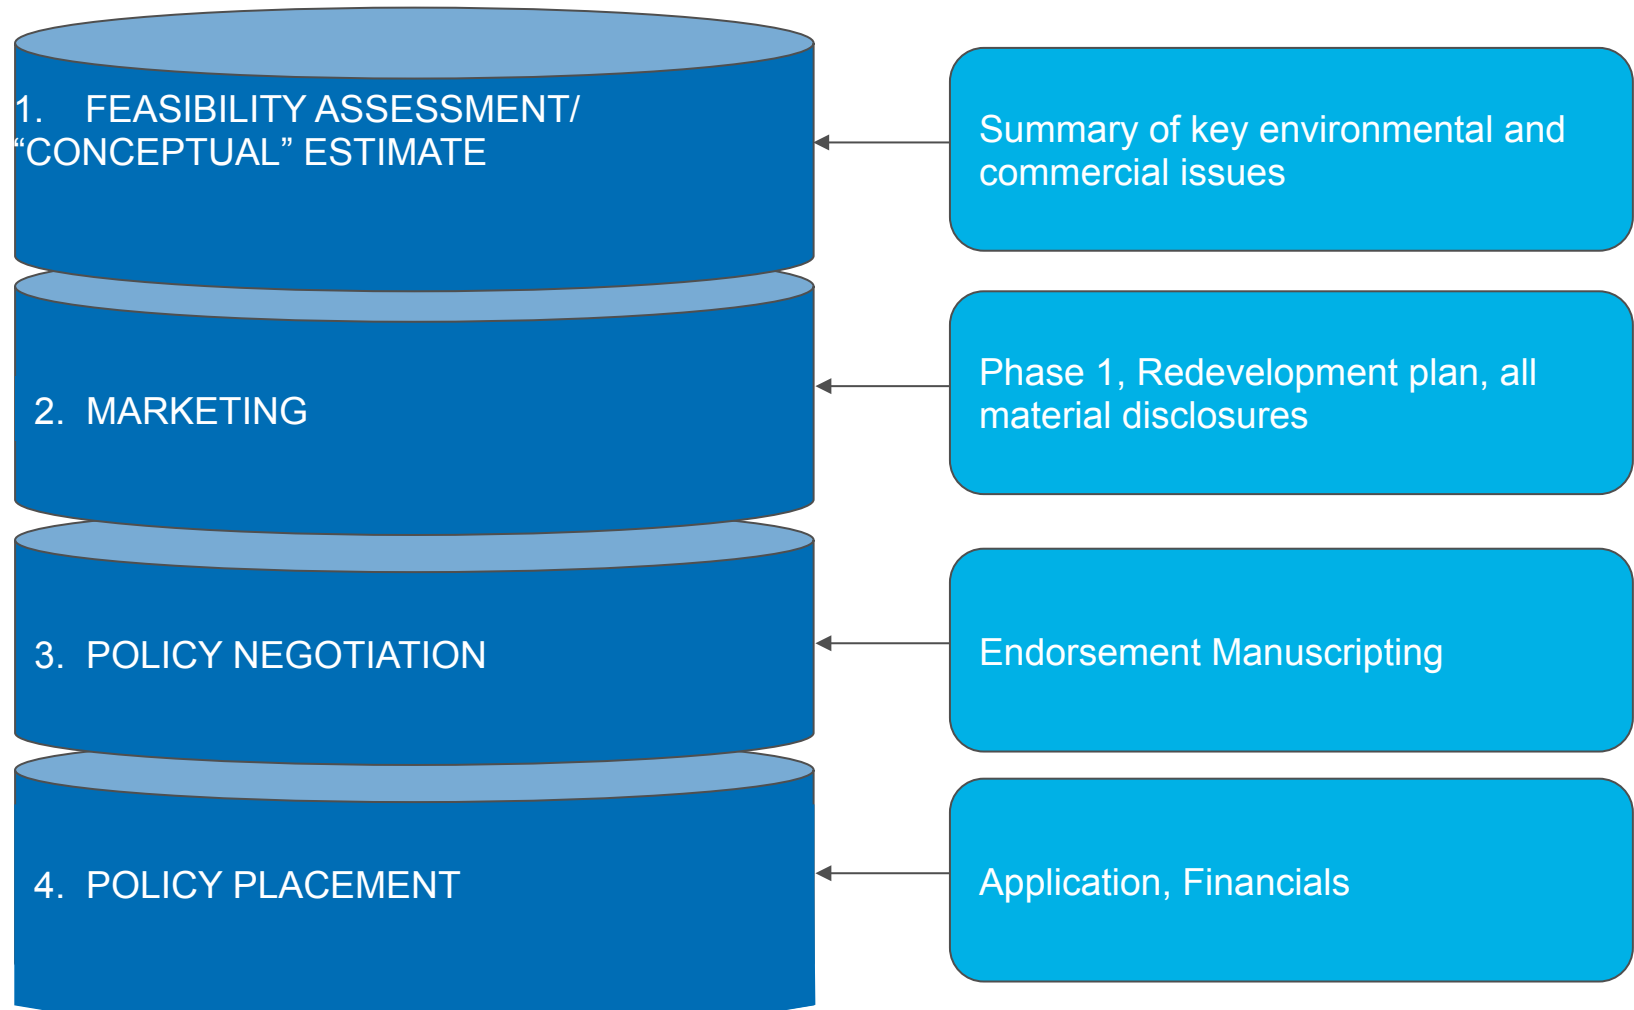 1. FEASIBILITY ASSESSMENT/
“CONCEPTUAL” ESTIMATE
Summary of key environmental and
commercial issues
2. MARKETING
Phase 1, Redevelopment plan, all
material disclosures
3. POLICY NEGOTIATION
Endorsement Manuscripting
4. POLICY PLACEMENT
Application, Financials